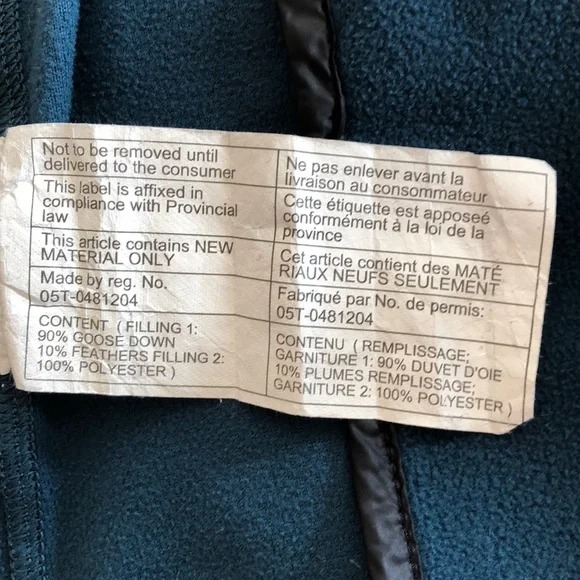 Not to be removed until
delivered to the consumer
This label is affixed in
compliance with Provincial
law
This article contains NEW
MATERIAL ONLY
Made by reg. No.
05T-0481204
CONTENT ( FILLING 1:
90% GOOSE DOWN
10% FEATHERS FILLING 2:
100% POLYESTER )
Ne pas enlever avant la
livraison au consommateur
Cette étiquette est apposée
conformément à la loi de la
province
Cet article contient des MATÉ
RIAUX NEUFS SEULEMENT
Fabriqué par No. de permis:
05T-0481204
CONTENU ( REMPLISSAGE;
GARNITURE 1: 90% DUVET D'OIE
10% PLUMES REMPLISSAGE;
GARNITURE 2: 100% POLYESTER )